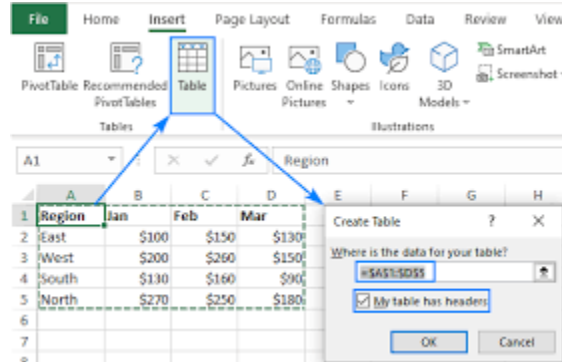 File Home Insert Page Layout Formulas Data Review View
PivotTable Recommended PivotTables Table Pictures Online Pictures Shapes Icons 3D Models SmartArt
Screenshot
Tables Illustrations
A1 fx Region
A B C D E F G H
1 Region Jan Feb Mar
2 East $100 $150 $130
3 West $200 $260 $150
4 South $130 $160 $90
5 North $270 $250 $180
6
7
8
Create Table ? ×
Where is the data for your table?
=$A$1:$D$5
My table has headers
OK Cancel